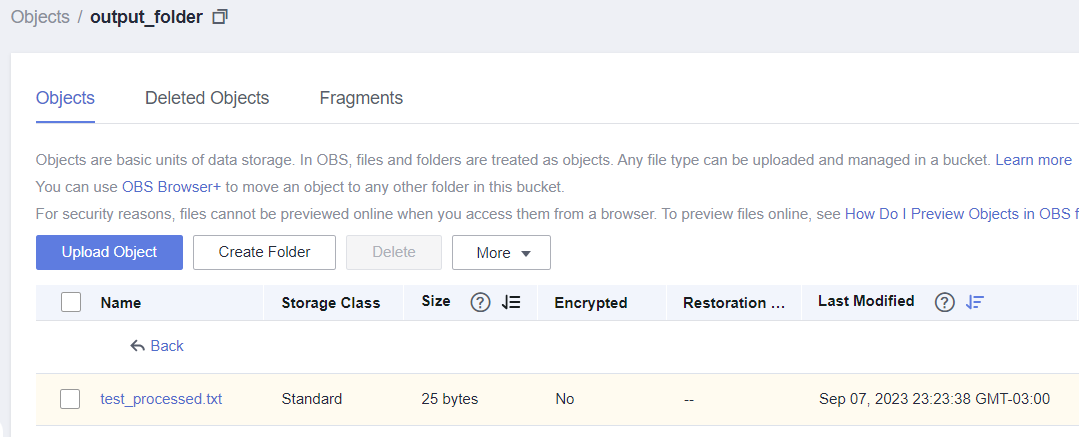 Objects / output_folder
Objects Deleted Objects Fragments
Objects are basic units of data storage. In OBS, files and folders are treated as objects. Any file type can be uploaded and managed in a bucket. Learn more
You can use OBS Browser+ to move an object to any other folder in this bucket.
For security reasons, files cannot be previewed online when you access them from a browser. To preview files online, see How Do I Preview Objects in OBS f
Upload Object Create Folder Delete More
Name Storage Class Size ? Encrypted Restoration ... Last Modified ?
Back
test_processed.txt Standard 25 bytes No -- Sep 07, 2023 23:23:38 GMT-03:00